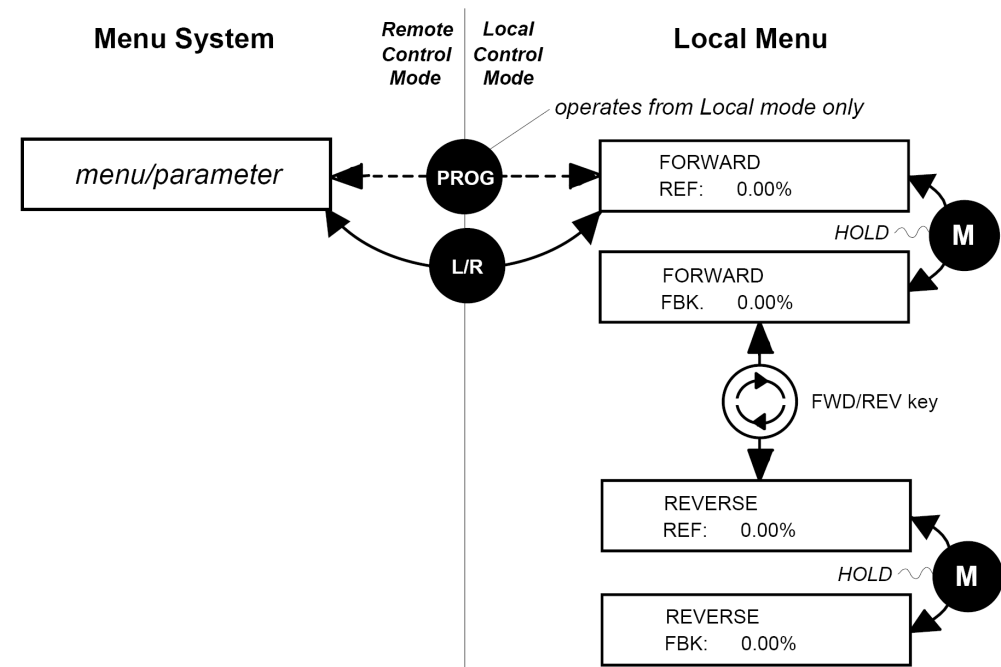 Menu System
Remote
Control
Mode
Local
Control
Mode
Local Menu
operates from Local mode only
menu/parameter
PROG
FORWARD
REF: 0.00%
L/R
HOLD
M
FORWARD
FBK. 0.00%
FWD/REV key
REVERSE
REF: 0.00%
HOLD
M
REVERSE
FBK: 0.00%